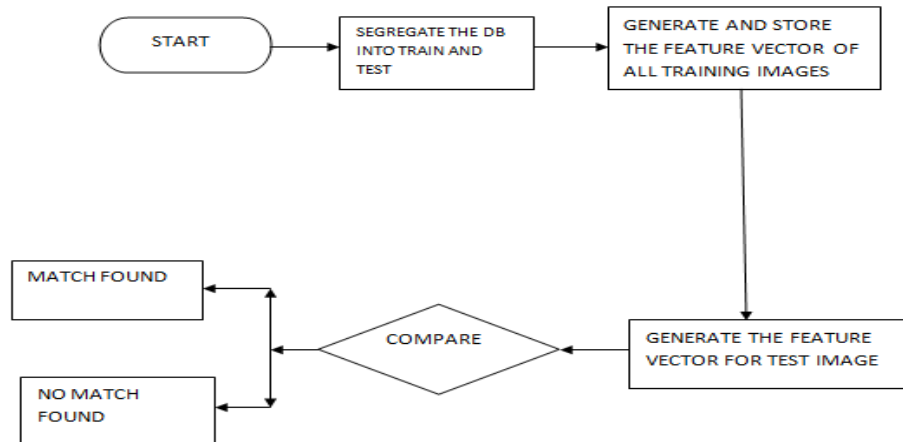 START
SEGREGATE THE DB
INTO TRAIN AND
TEST
GENERATE AND STORE
THE FEATURE VECTOR OF
ALL TRAINING IMAGES
GENERATE THE FEATURE
VECTOR FOR TEST IMAGE
COMPARE
MATCH FOUND
NO MATCH
FOUND